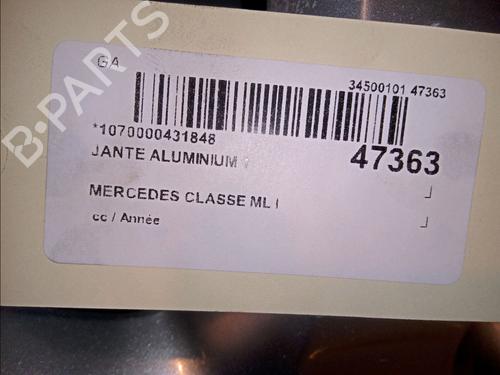 GA
34500101 47363
*1070000431848
47363
JANTE ALUMINIUM
MERCEDES CLASSE ML I
cc / Année
B-PARTS